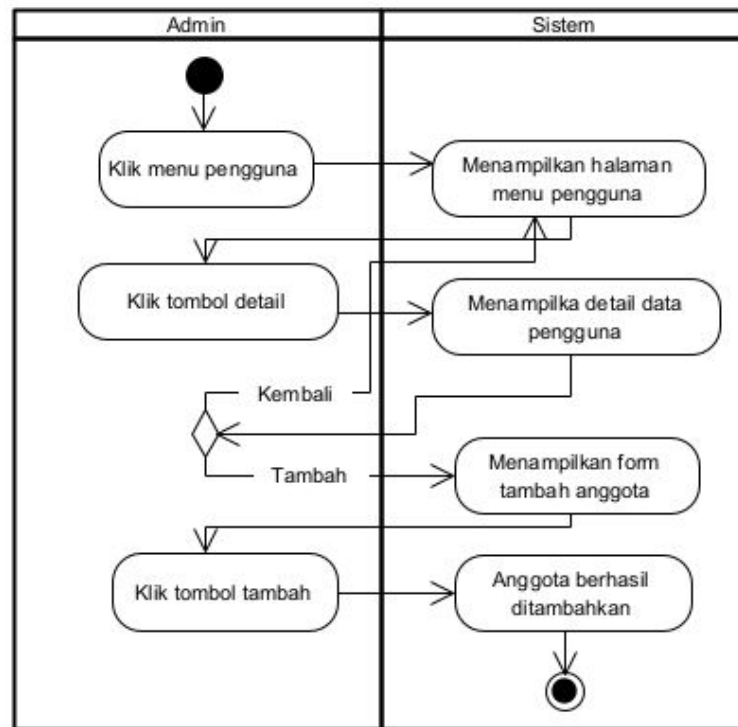 Admin
Sistem
Klik menu pengguna
Menampilkan halaman
menu pengguna
Klik tombol detail
Menampilka detail data
pengguna
Kembali
Tambah
Menampilkan form
tambah anggota
Klik tombol tambah
Anggota berhasil
ditambahkan